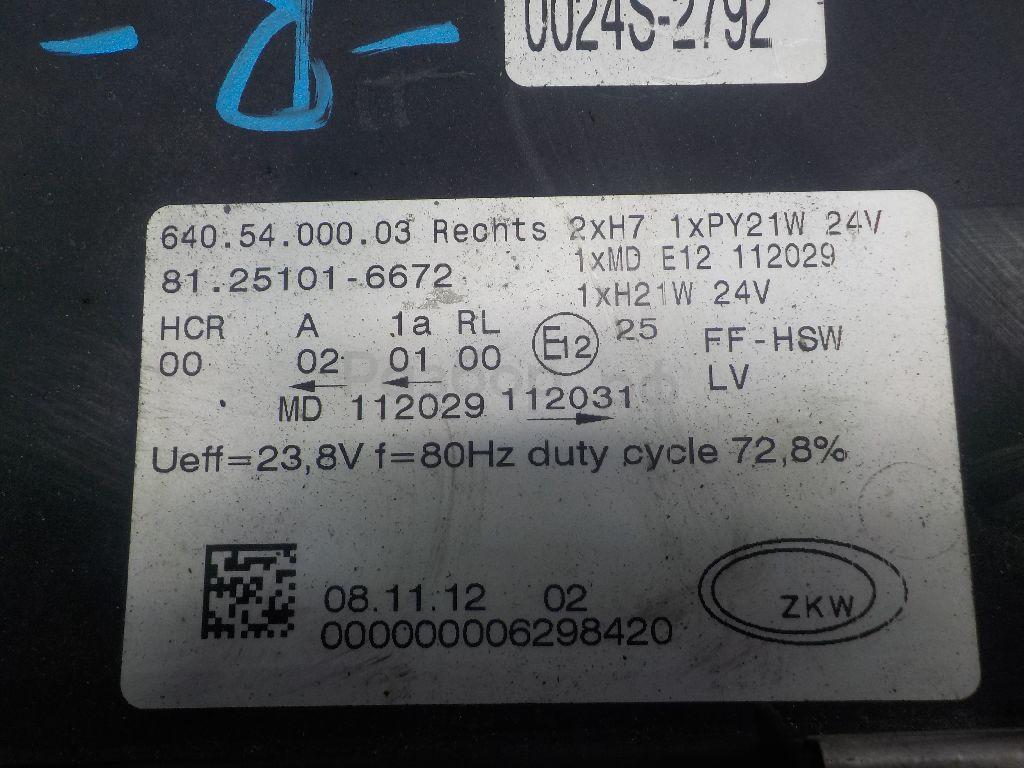 0024S-2792
640.54.000.03 Rechts 2xH7 1xPY21W 24V
81.25101-6672 1xMD E12 112029
1xH21W 24V
HCR A 1a RL E12 25 FF-HSW
00 02 01 00 LV
MD 112029 112031
Ueff=23,8V f=80Hz duty cycle 72,8%
08.11.12 02
000000006298420
ZKW